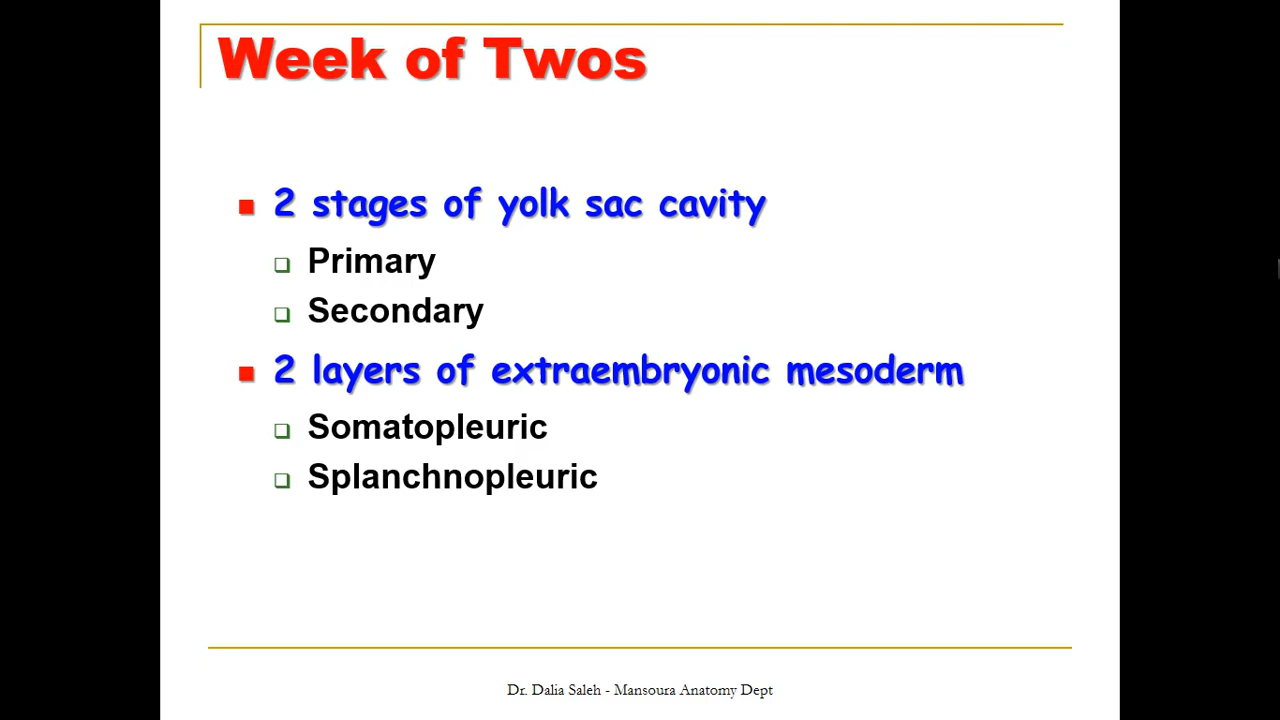 Week of Twos
2 stages of yolk sac cavity
Primary
Secondary
2 layers of extraembryonic mesoderm
Somatopleuric
Splanchnopleuric
Dr. Dalia Saleh - Mansoura Anatomy Dept